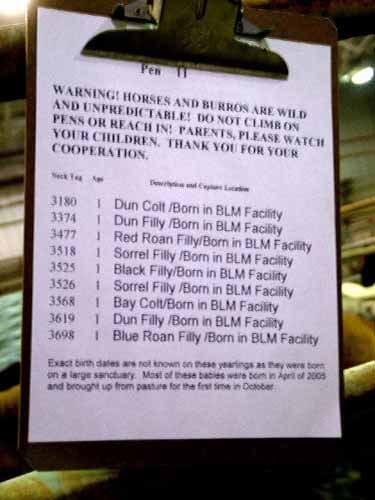 Pen 11
WARNING! HORSES AND BURROS ARE WILD
AND UNPREDICTABLE! DO NOT CLIMB ON
PENS OR REACH IN! PARENTS, PLEASE WATCH
YOUR CHILDREN. THANK YOU FOR YOUR
COOPERATION.
Neck Tag Age Description and Capture Location
3180 1 Dun Colt /Born in BLM Facility
3374 1 Dun Filly /Born in BLM Facility
3477 1 Red Roan Filly/Born in BLM Facility
3518 1 Sorrel Filly /Born in BLM Facility
3525 1 Black Filly/Born in BLM Facility
3526 1 Sorrel Filly /Born in BLM Facility
3568 1 Bay Colt/Born in BLM Facility
3619 1 Dun Filly /Born in BLM Facility
3698 1 Blue Roan Filly /Born in BLM Facility
Exact birth dates are not known on these yearlings as they were born
on a large sanctuary. Most of these babies were born in April of 2005
and brought up from pasture for the first time in October.